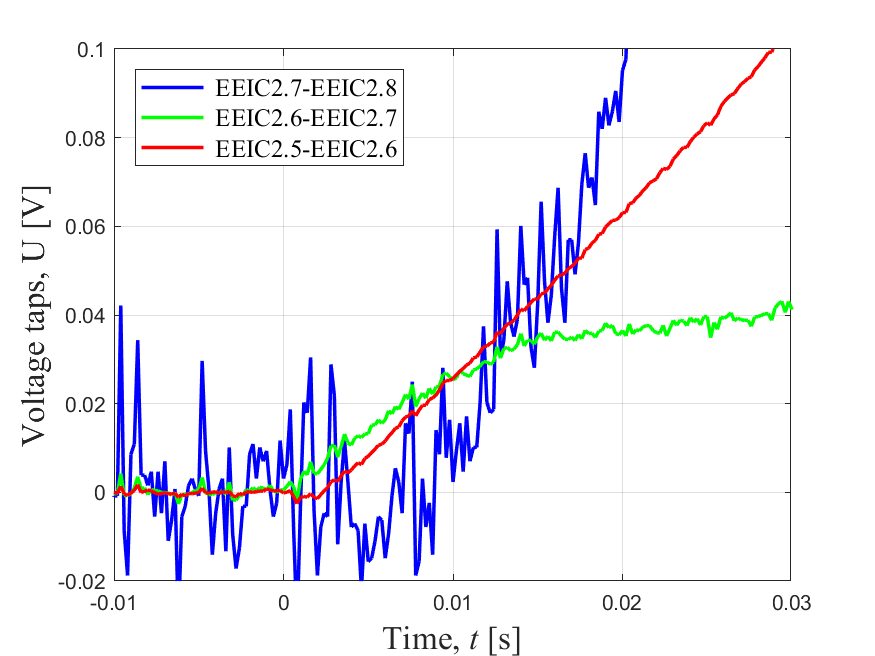 0.1
0.08
0.06
0.04
0.02
0
-0.02
-0.01
0
0.01
0.02
0.03
Voltage taps, U [V]
Time, t [s]
EEIC2.7-EEIC2.8
EEIC2.6-EEIC2.7
EEIC2.5-EEIC2.6